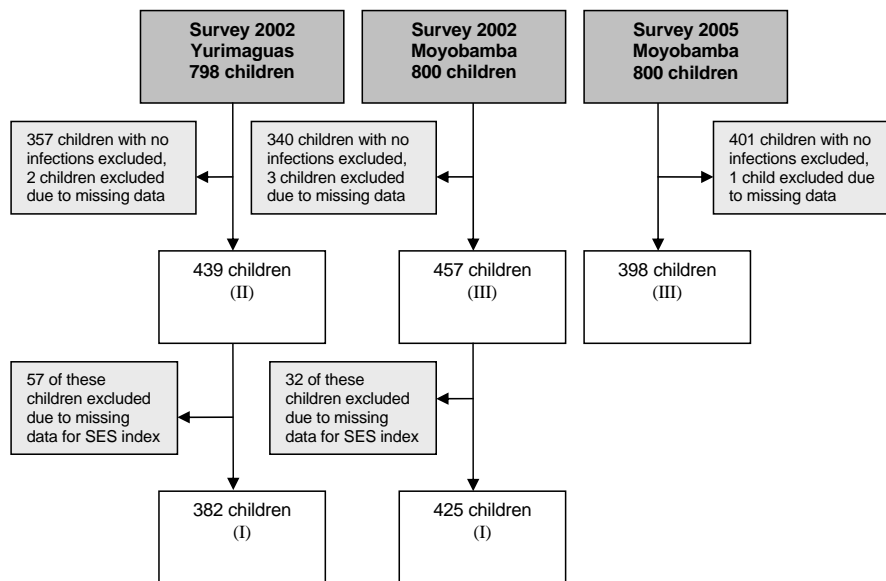 Survey 2002
Yurimaguas
798 children
Survey 2002
Moyobamba
800 children
Survey 2005
Moyobamba
800 children
357 children with no
infections excluded,
2 children excluded
due to missing data
340 children with no
infections excluded,
3 children excluded
due to missing data
401 children with no
infections excluded,
1 child excluded due
to missing data
439 children
(II)
457 children
(III)
398 children
(III)
57 of these
children excluded
due to missing
data for SES index
32 of these
children excluded
due to missing
data for SES index
382 children
(I)
425 children
(I)